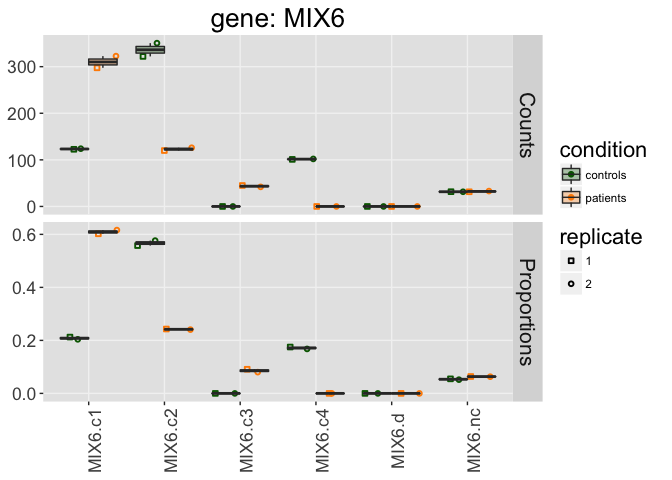 gene: MIX6
300
200
100
0
Counts
0.6
0.4
0.2
0.0
Proportions
MIX6.c1
MIX6.c2
MIX6.c3
MIX6.c4
MIX6.d
MIX6.nc
condition
controls
patients
replicate
1
2